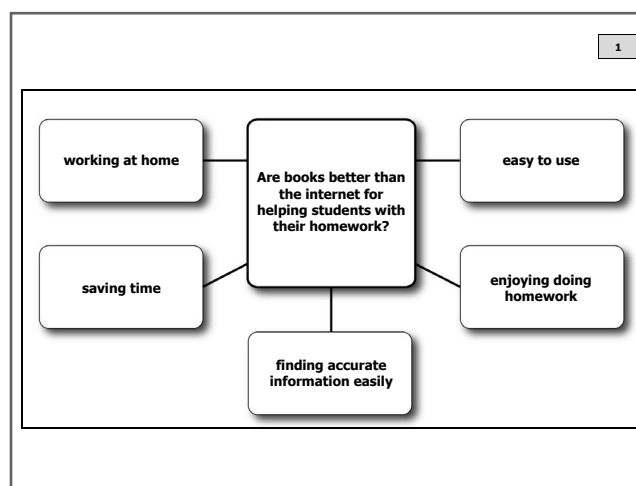 1
working at home
Are books better than
the internet for
helping students with
their homework?
easy to use
saving time
enjoying doing
homework
finding accurate
information easily